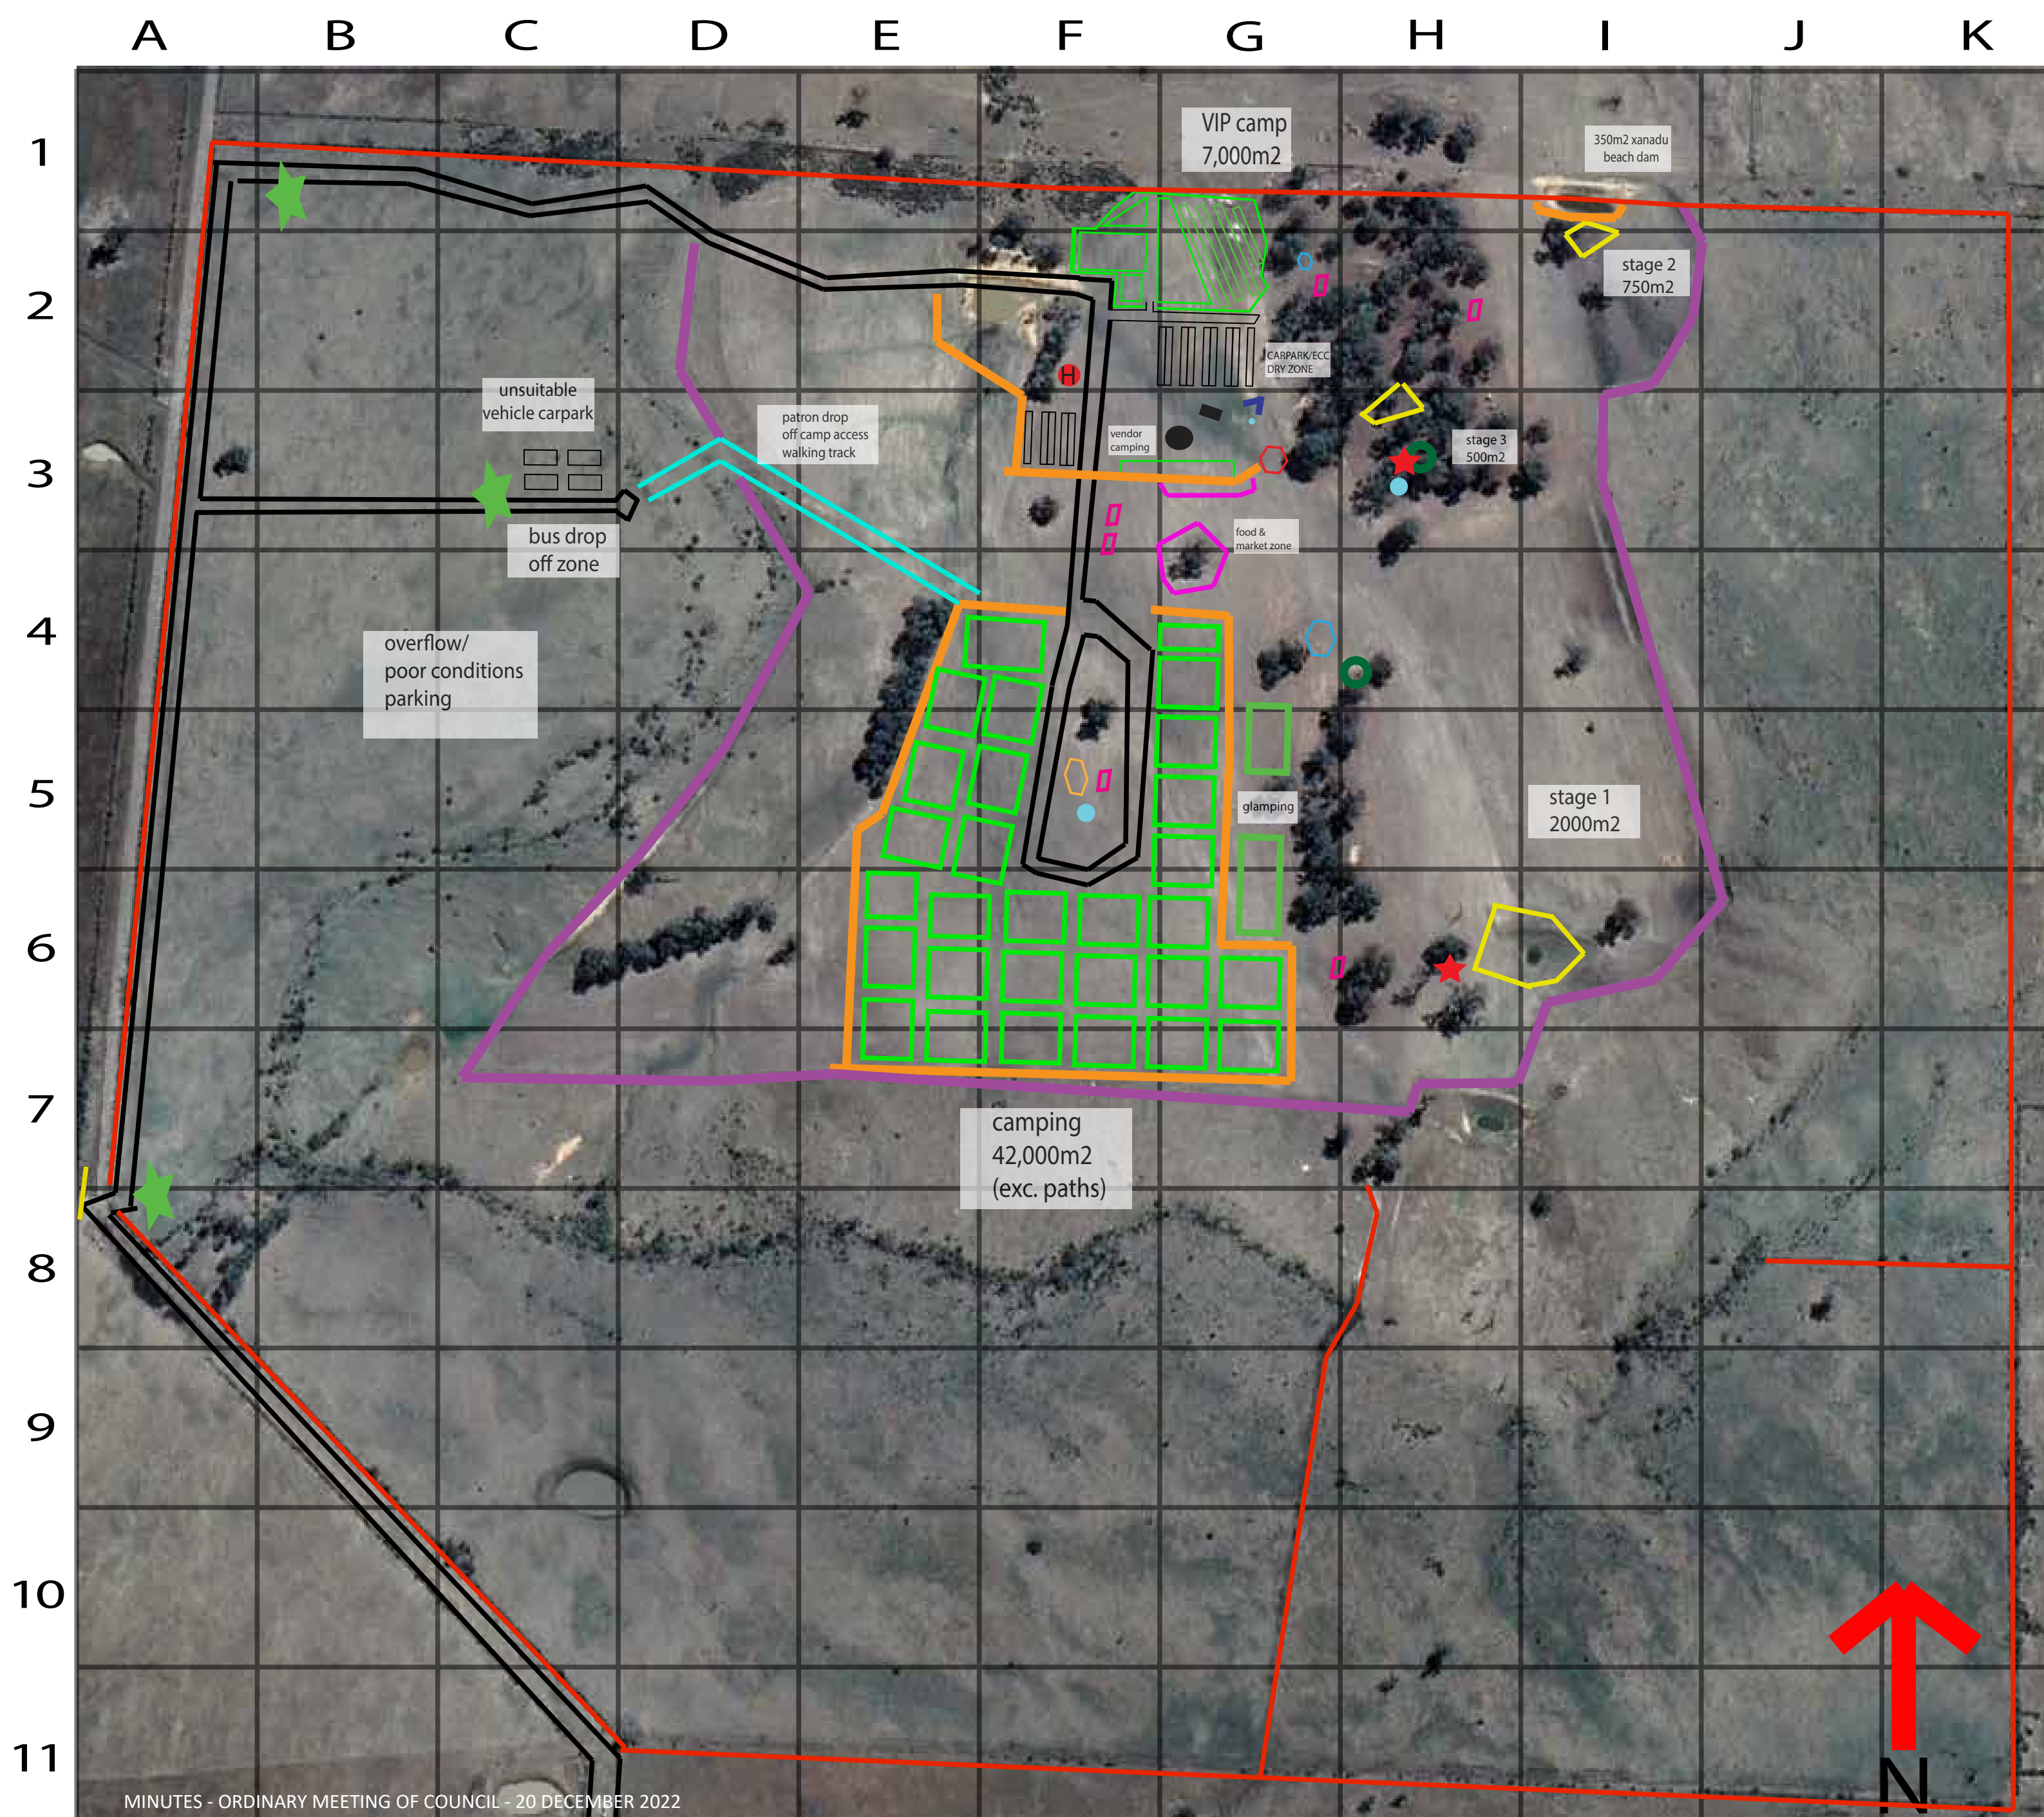 A B C D E F G H I J K
1
2
3
4
5
6
7
8
9
10
11
VIP camp
7,000m2
350m2 xanadu
beach dam
stage 2
750m2
CARPARK/ECC
DRY ZONE
H
unsuitable
vehicle carpark
patron drop
off camp access
walking track
vendor
camping
stage 3
500m2
bus drop
off zone
food &
market zone
overflow/
poor conditions
parking
glamping
stage 1
2000m2
camping
42,000m2
(exc. paths)
N
MINUTES - ORDINARY MEETING OF COUNCIL - 20 DECEMBER 2022